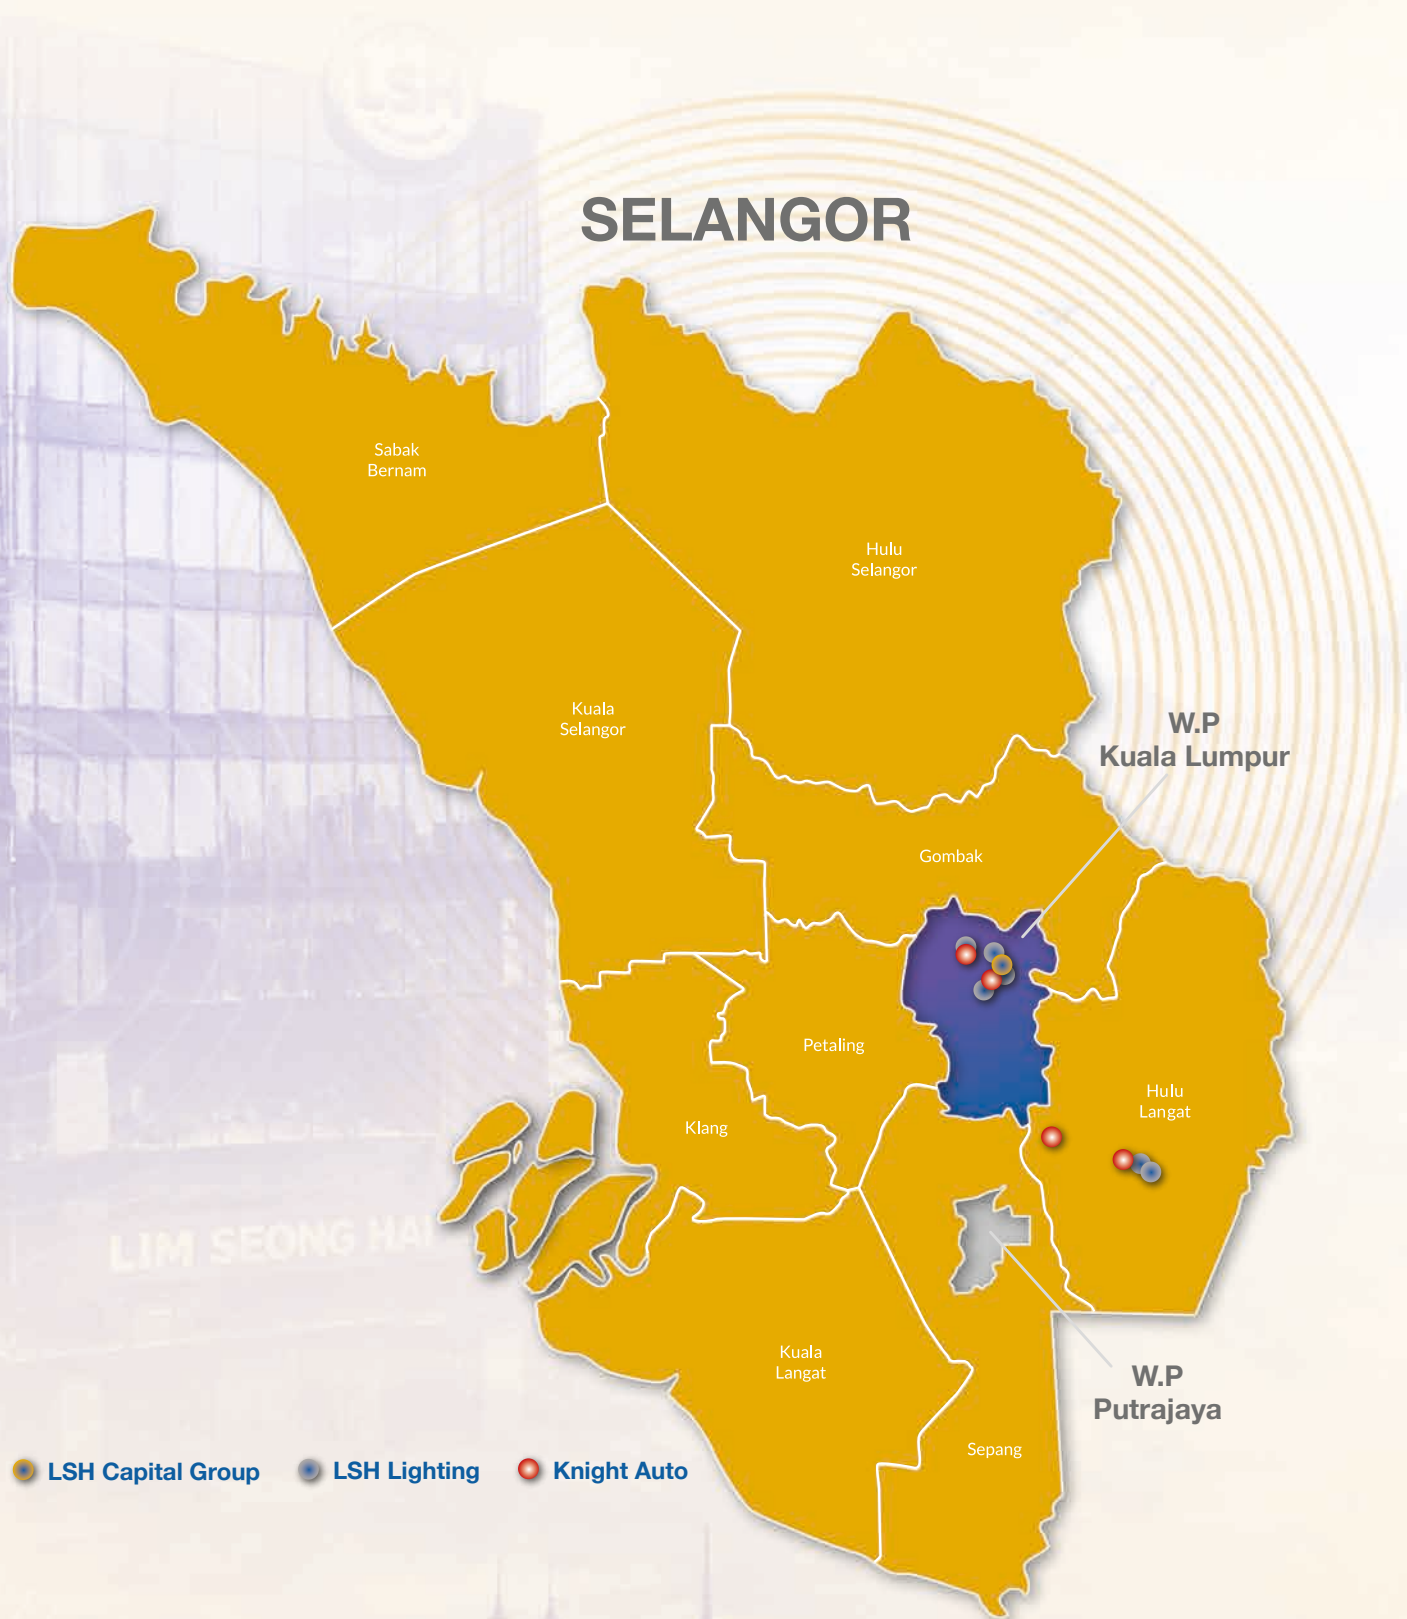 LSH
SELANGOR
Sabak
Bernam
Hulu
Selangor
Kuala
Selangor
W.P
Kuala Lumpur
Gombak
Petaling
Hulu
Langat
Klang
LIM SEONG HAI
Kuala
Langat
W.P
Putrajaya
Sepang
LSH Capital Group
LSH Lighting
Knight Auto